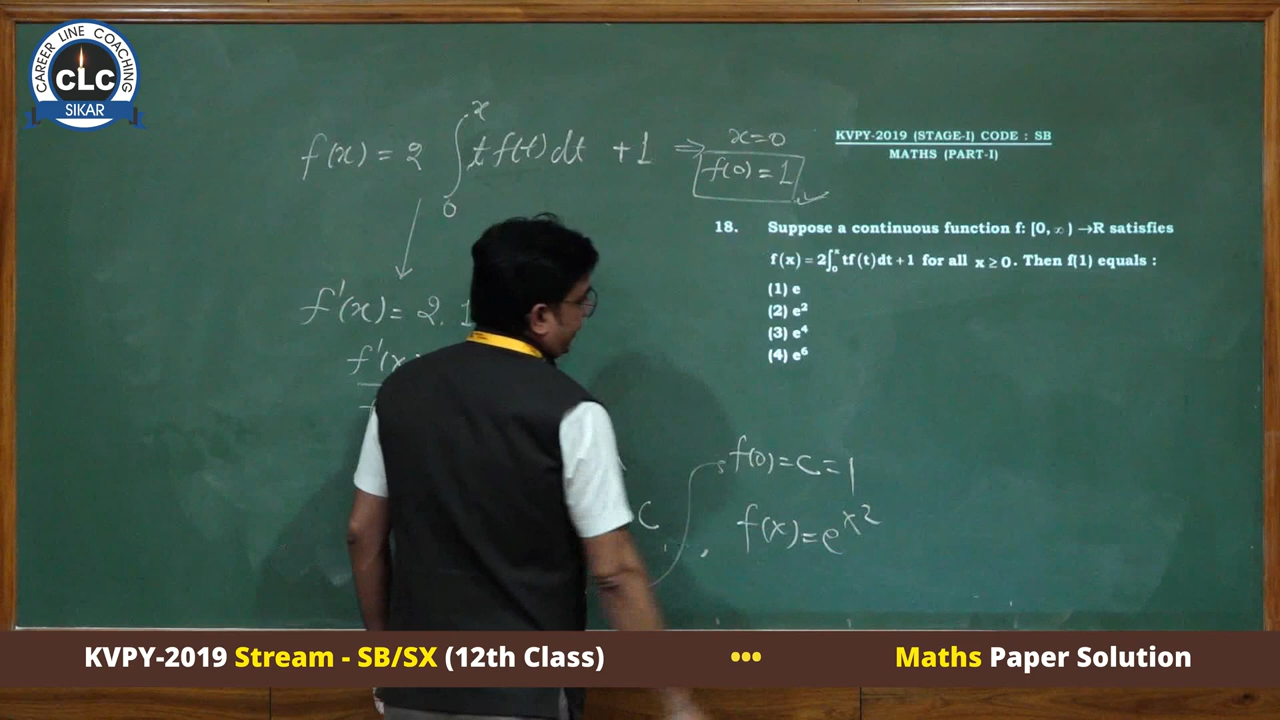 CAREER LINE COACHING
CLC
SIKAR
f(x) = 2 ∫₀ˣ t f(t) dt + 1 ⇒ x=0
f(0) = 1
f'(x) = 2. 1
f'(x
C
f(0)=C=1
f(x)=e^x2
KVPY-2019 (STAGE-I) CODE : SB
MATHS (PART-I)
18. Suppose a continuous function f: [0, ∞ ) →R satisfies
f(x) = 2∫₀ˣ tf(t)dt+1 for all x ≥ 0. Then f(1) equals :
(1) e
(2) e²
(3) e⁴
(4) e⁶
KVPY-2019 Stream - SB/SX (12th Class) ••• Maths Paper Solution